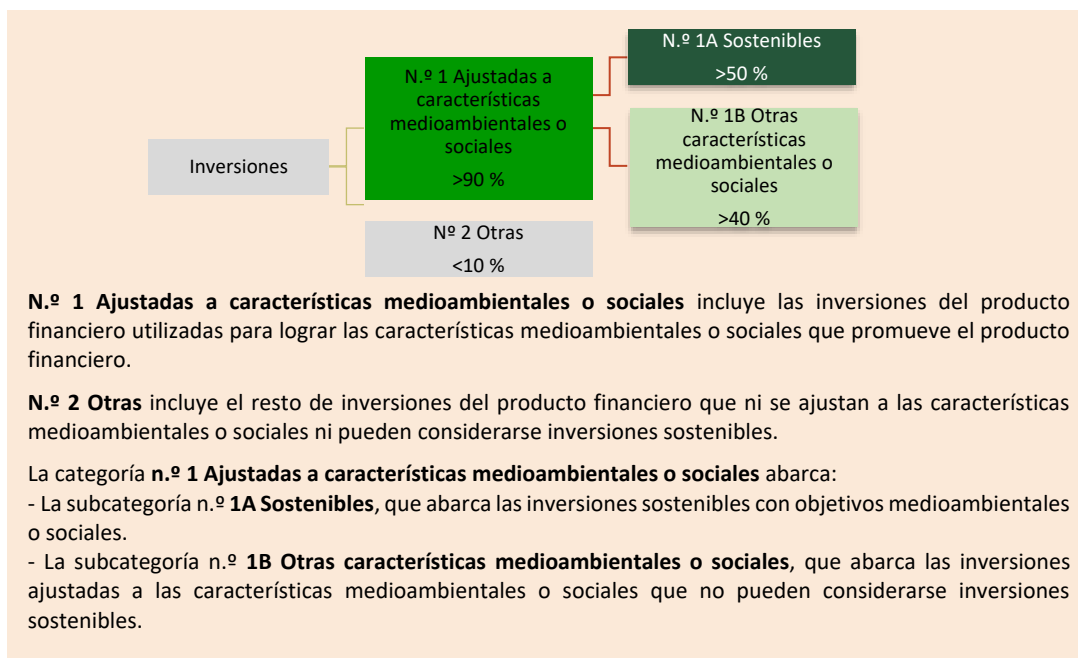 N.º 1A Sostenibles
>50 %
N.º 1 Ajustadas a
características
medioambientales o
sociales
>90 %
N.º 1B Otras
características
medioambientales o
sociales
>40 %
Inversiones
Nº 2 Otras
<10 %
N.º 1 Ajustadas a características medioambientales o sociales incluye las inversiones del producto
financiero utilizadas para lograr las características medioambientales o sociales que promueve el producto
financiero.
N.º 2 Otras incluye el resto de inversiones del producto financiero que ni se ajustan a las características
medioambientales o sociales ni pueden considerarse inversiones sostenibles.
La categoría n.º 1 Ajustadas a características medioambientales o sociales abarca:
- La subcategoría n.º 1A Sostenibles, que abarca las inversiones sostenibles con objetivos medioambientales
o sociales.
- La subcategoría n.º 1B Otras características medioambientales o sociales, que abarca las inversiones
ajustadas a las características medioambientales o sociales que no pueden considerarse inversiones
sostenibles.